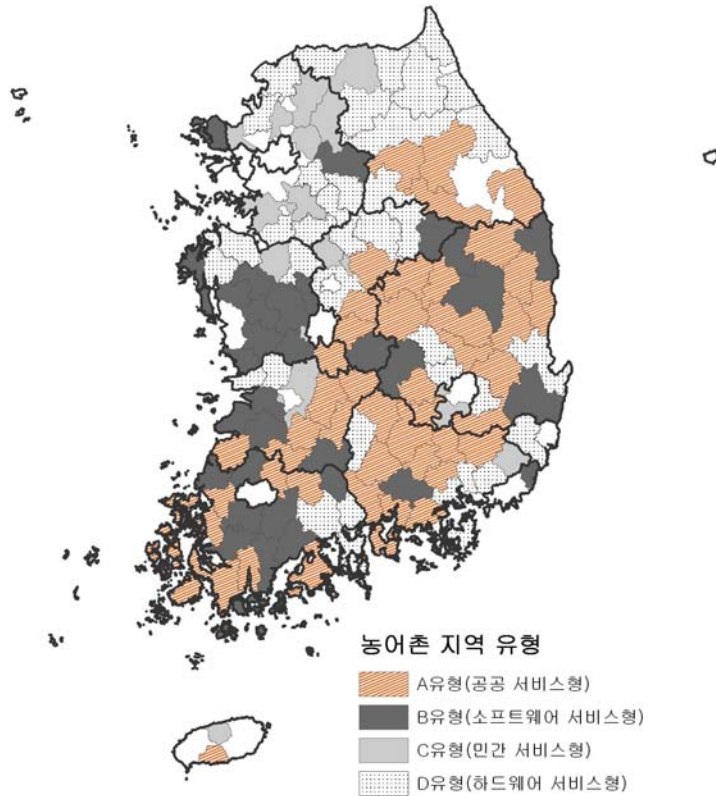 농어촌 지역 유형
A유형(공공 서비스형)
B유형(소프트웨어 서비스형)
C유형(민간 서비스형)
D유형(하드웨어 서비스형)